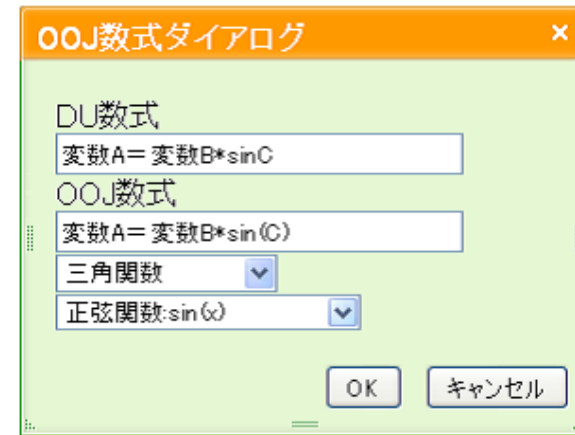 OOJ数式ダイアログ ×
DU数式
変数A=変数B*sinC
OOJ数式
変数A=変数B*sin(C)
三角関数
正弦関数:sin(x)
OK キャンセル